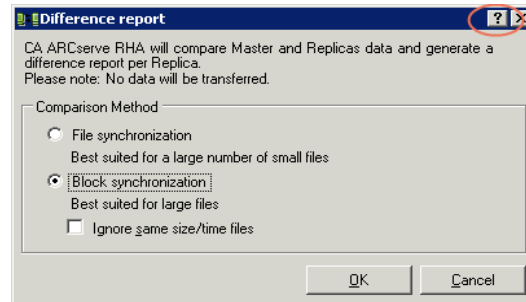 Difference report
CA ARCserve RHA will compare Master and Replicas data and generate a
difference report per Replica.
Please note: No data will be transferred.
Comparison Method
File synchronization
Best suited for a large number of small files
Block synchronization
Best suited for large files
Ignore same size/time files
OK
Cancel